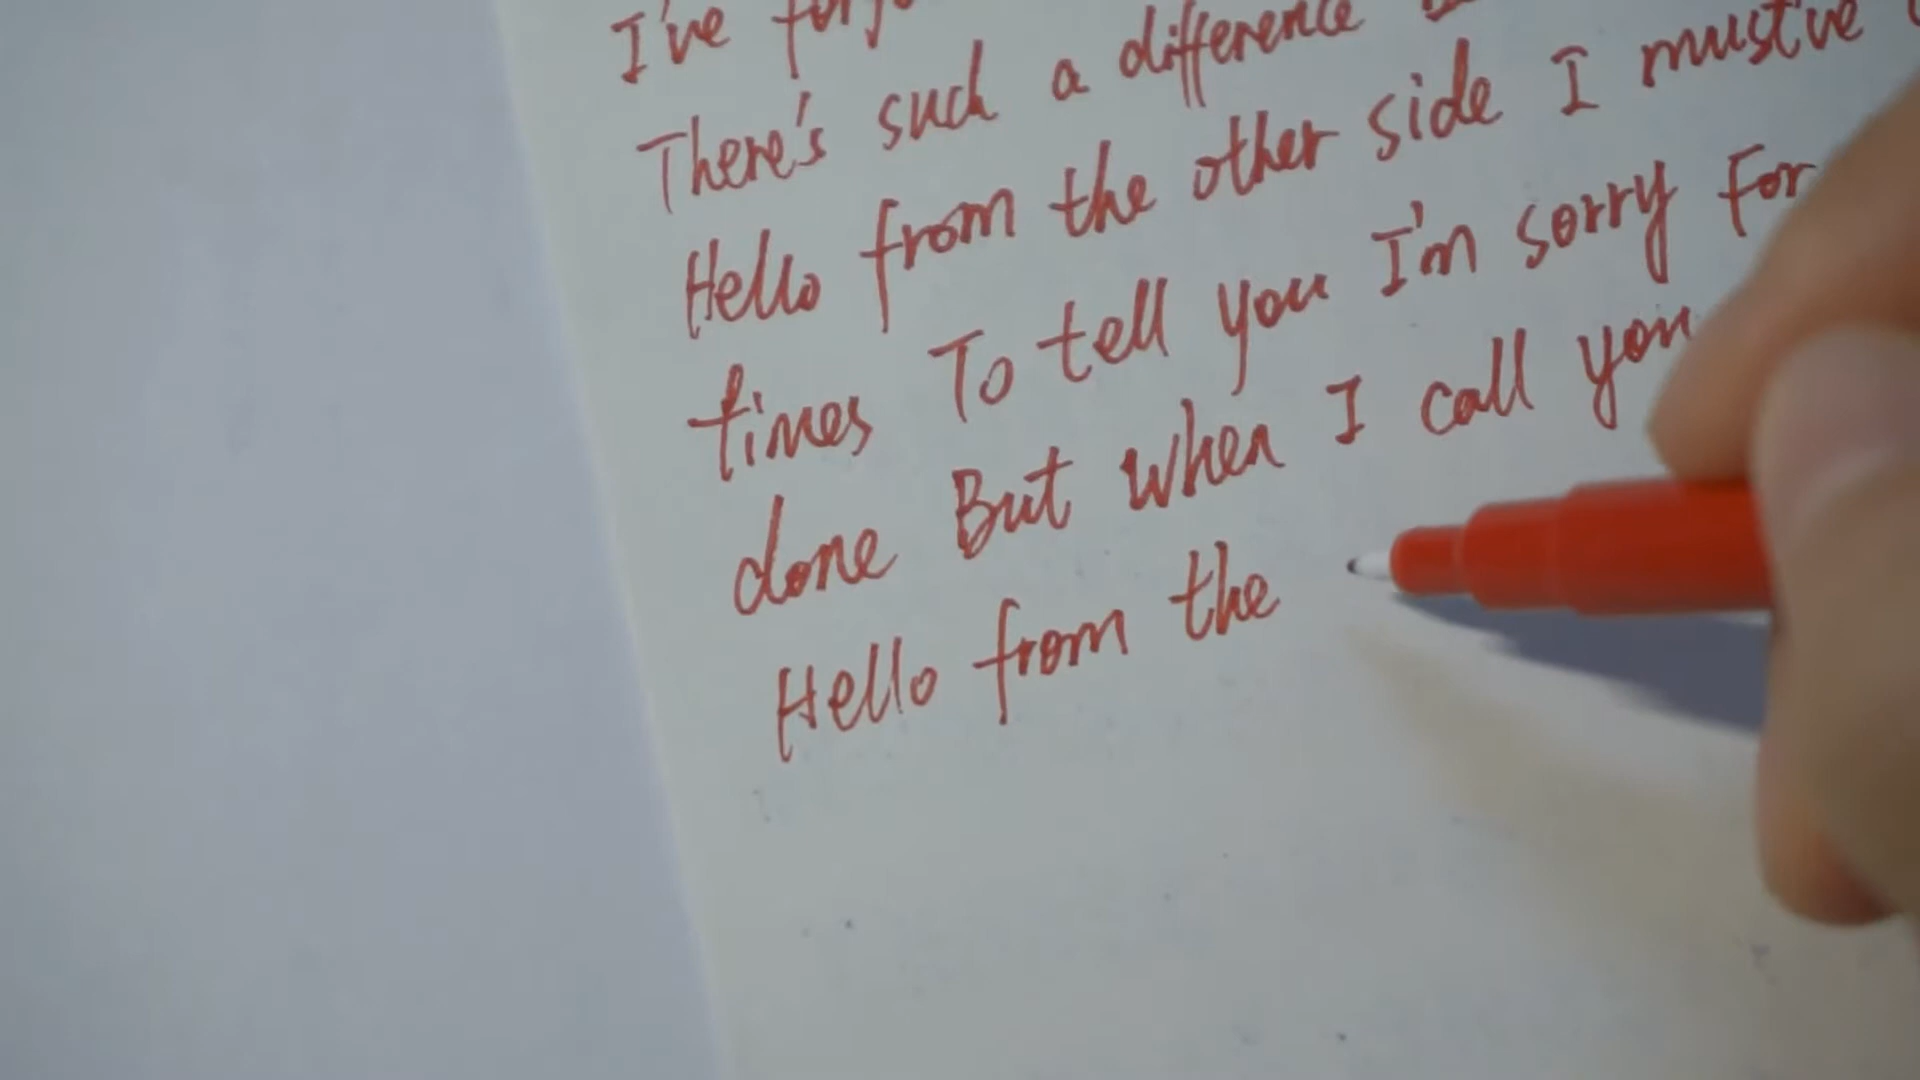 I've
There's such a difference
Hello from the other side I must've
times To tell you I'm sorry For
done But when I call you
Hello from the